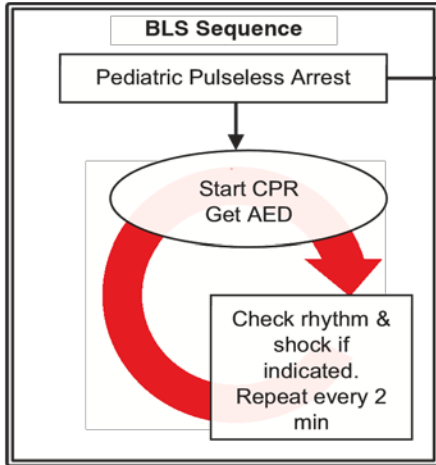 BLS Sequence
Pediatric Pulseless Arrest
Start CPR
Get AED
Check rhythm &
shock if
indicated.
Repeat every 2
min